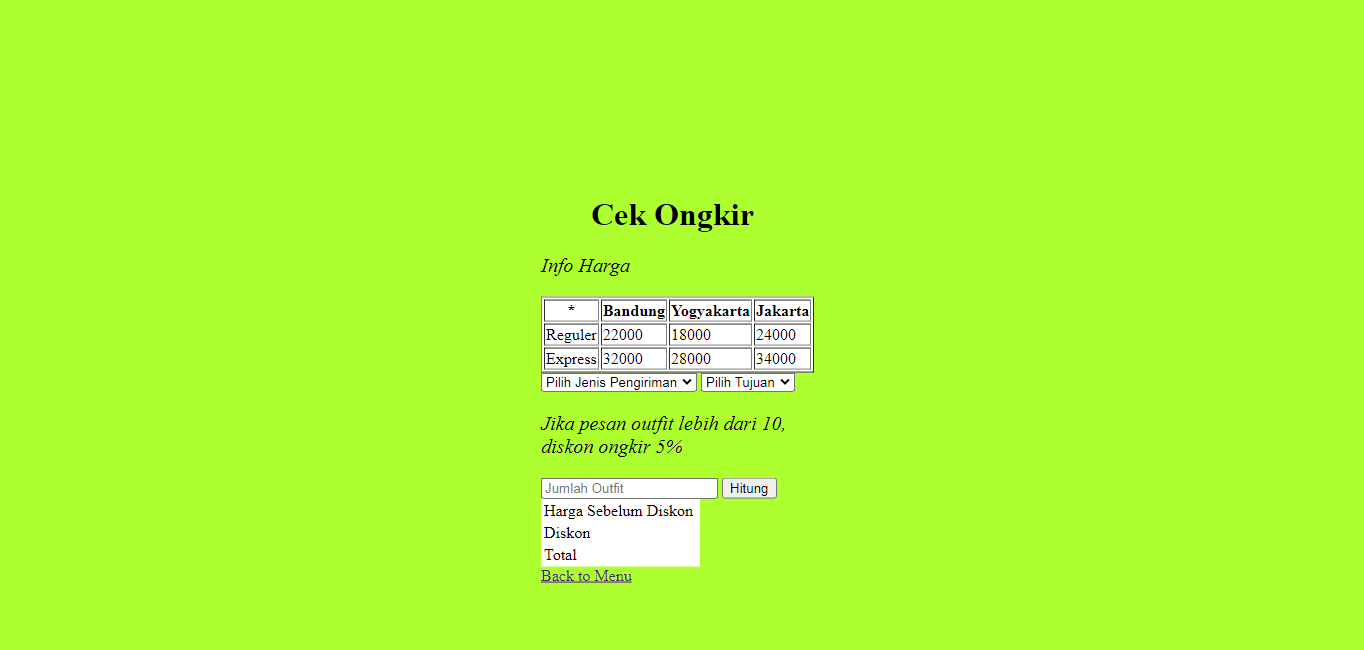 Cek Ongkir
Info Harga
* Bandung Yogyakarta Jakarta
Reguler 22000 18000 24000
Express 32000 28000 34000
Pilih Jenis Pengiriman Pilih Tujuan
Jika pesan outfit lebih dari 10,
diskon ongkir 5%
Jumlah Outfit Hitung
Harga Sebelum Diskon
Diskon
Total
Back to Menu